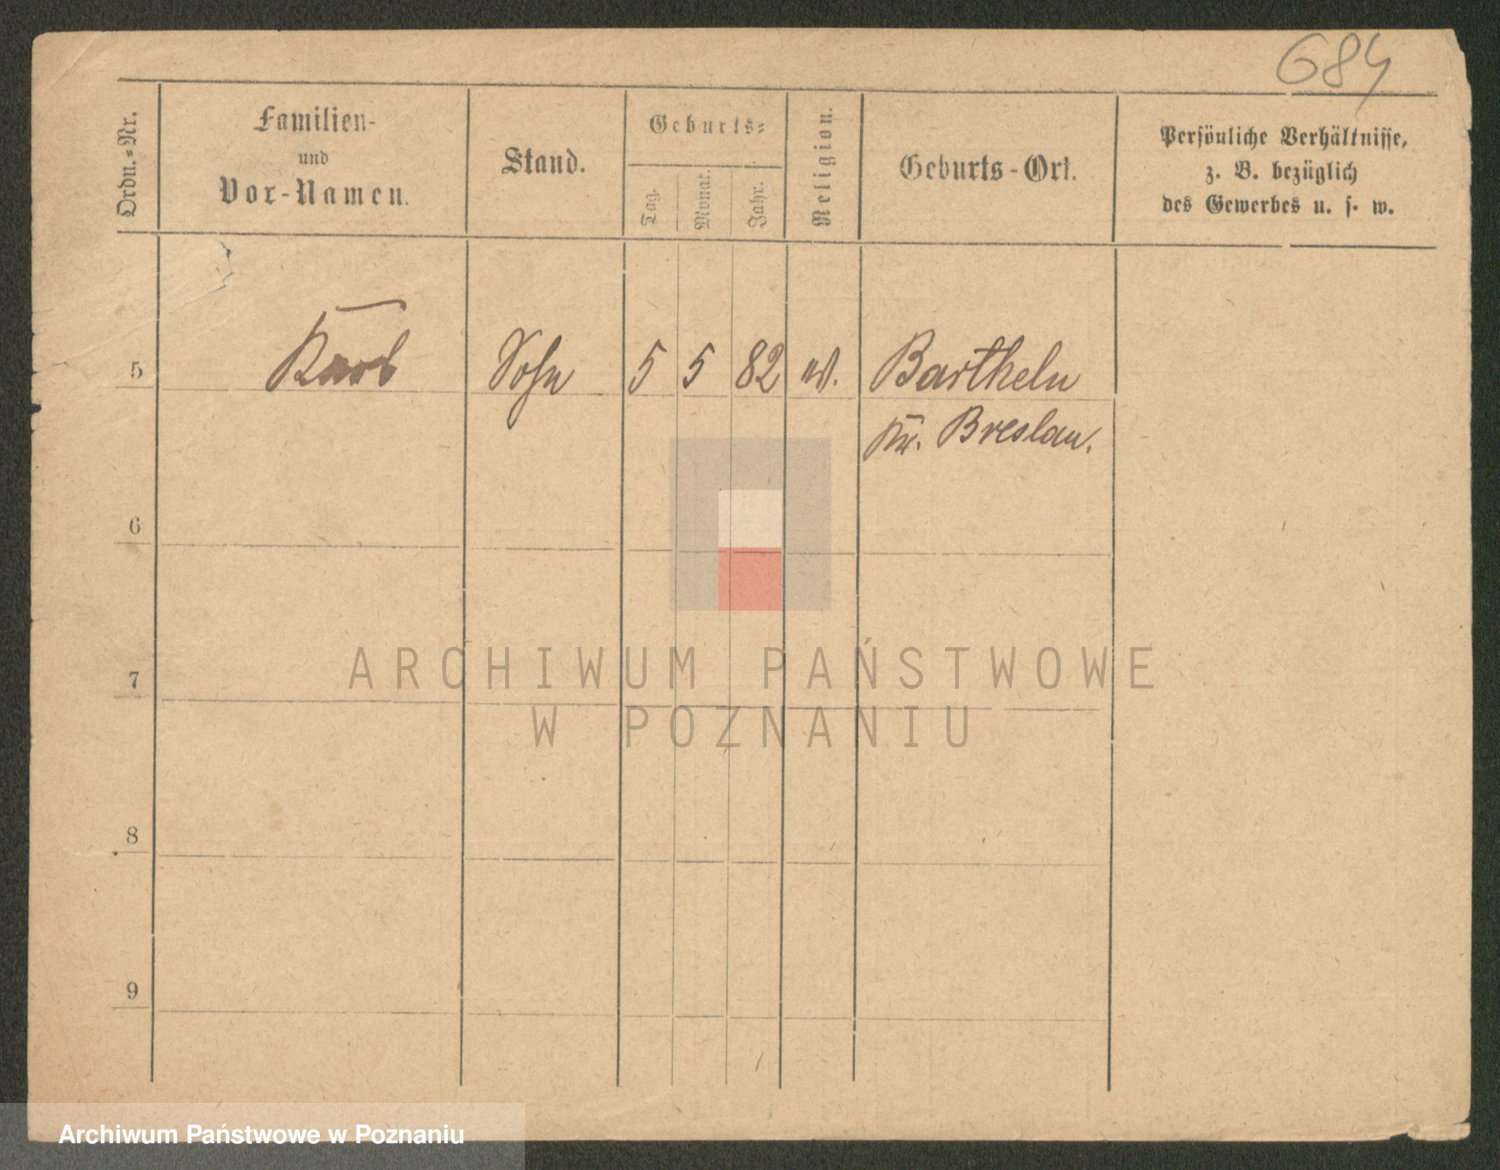 684
Ordn.-Nr.
Familien-
und
Vor-Namen.
Stand.
Geburts-
Tag.
Monat.
Jahr.
Religion.
Geburts-Ort.
Persönliche Verhältnisse,
z. B. bezüglich
des Gewerbes u. s. w.
5 Sohn 5 5 82 Bartheln
Kr. Breslau.
6
7
8
9
ARCHIWUM PAŃSTWOWE
W POZNANIU
Archiwum Państwowe w Poznaniu